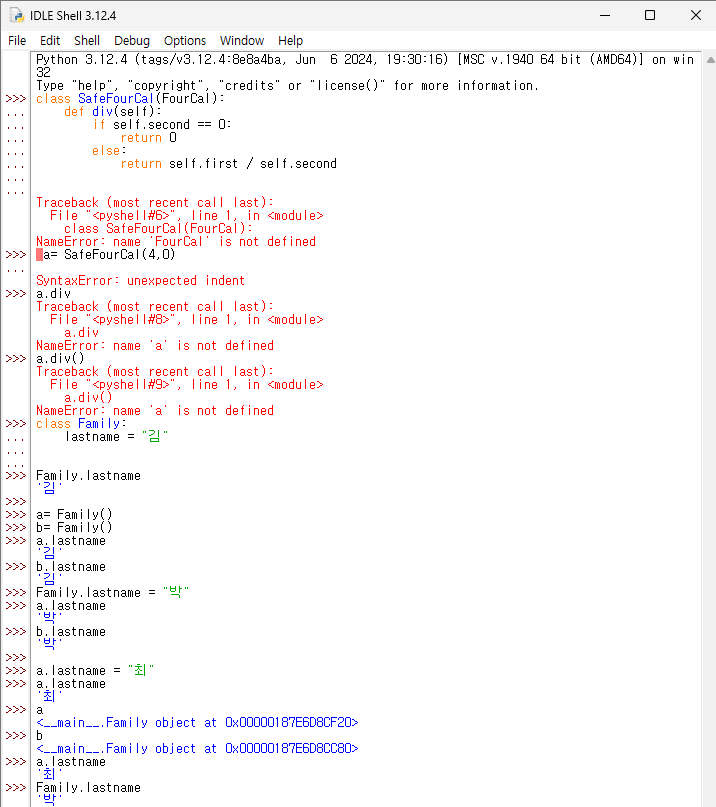 IDLE Shell 3.12.4
File Edit Shell Debug Options Window Help
Python 3.12.4 (tags/v3.12.4:8e8a4ba, Jun  6 2024, 19:30:16) [MSC v.1940 64 bit (AMD64)] on win
32
Type "help", "copyright", "credits" or "license()" for more information.
>>> class SafeFourCal(FourCal):
...     def div(self):
...         if self.second == 0:
...             return 0
...         else:
...             return self.first / self.second
...
...
Traceback (most recent call last):
  File "<pyshell#6>", line 1, in <module>
    class SafeFourCal(FourCal):
NameError: name 'FourCal' is not defined
>>>  a= SafeFourCal(4,0)
...
SyntaxError: unexpected indent
>>> a.div
Traceback (most recent call last):
  File "<pyshell#8>", line 1, in <module>
    a.div
NameError: name 'a' is not defined
>>> a.div()
Traceback (most recent call last):
  File "<pyshell#9>", line 1, in <module>
    a.div()
NameError: name 'a' is not defined
>>> class Family:
...     lastname = "김"
...
...
>>> Family.lastname
'김'
>>>
>>> a= Family()
>>> b= Family()
>>> a.lastname
'김'
>>> b.lastname
'김'
>>> Family.lastname = "박"
>>> a.lastname
'박'
>>> b.lastname
'박'
>>>
>>> a.lastname = "최"
>>> a.lastname
'최'
>>> a
<__main__.Family object at 0x00000187E6D8CF20>
>>> b
<__main__.Family object at 0x00000187E6D8CC80>
>>> a.lastname
'최'
>>> Family.lastname
'박'